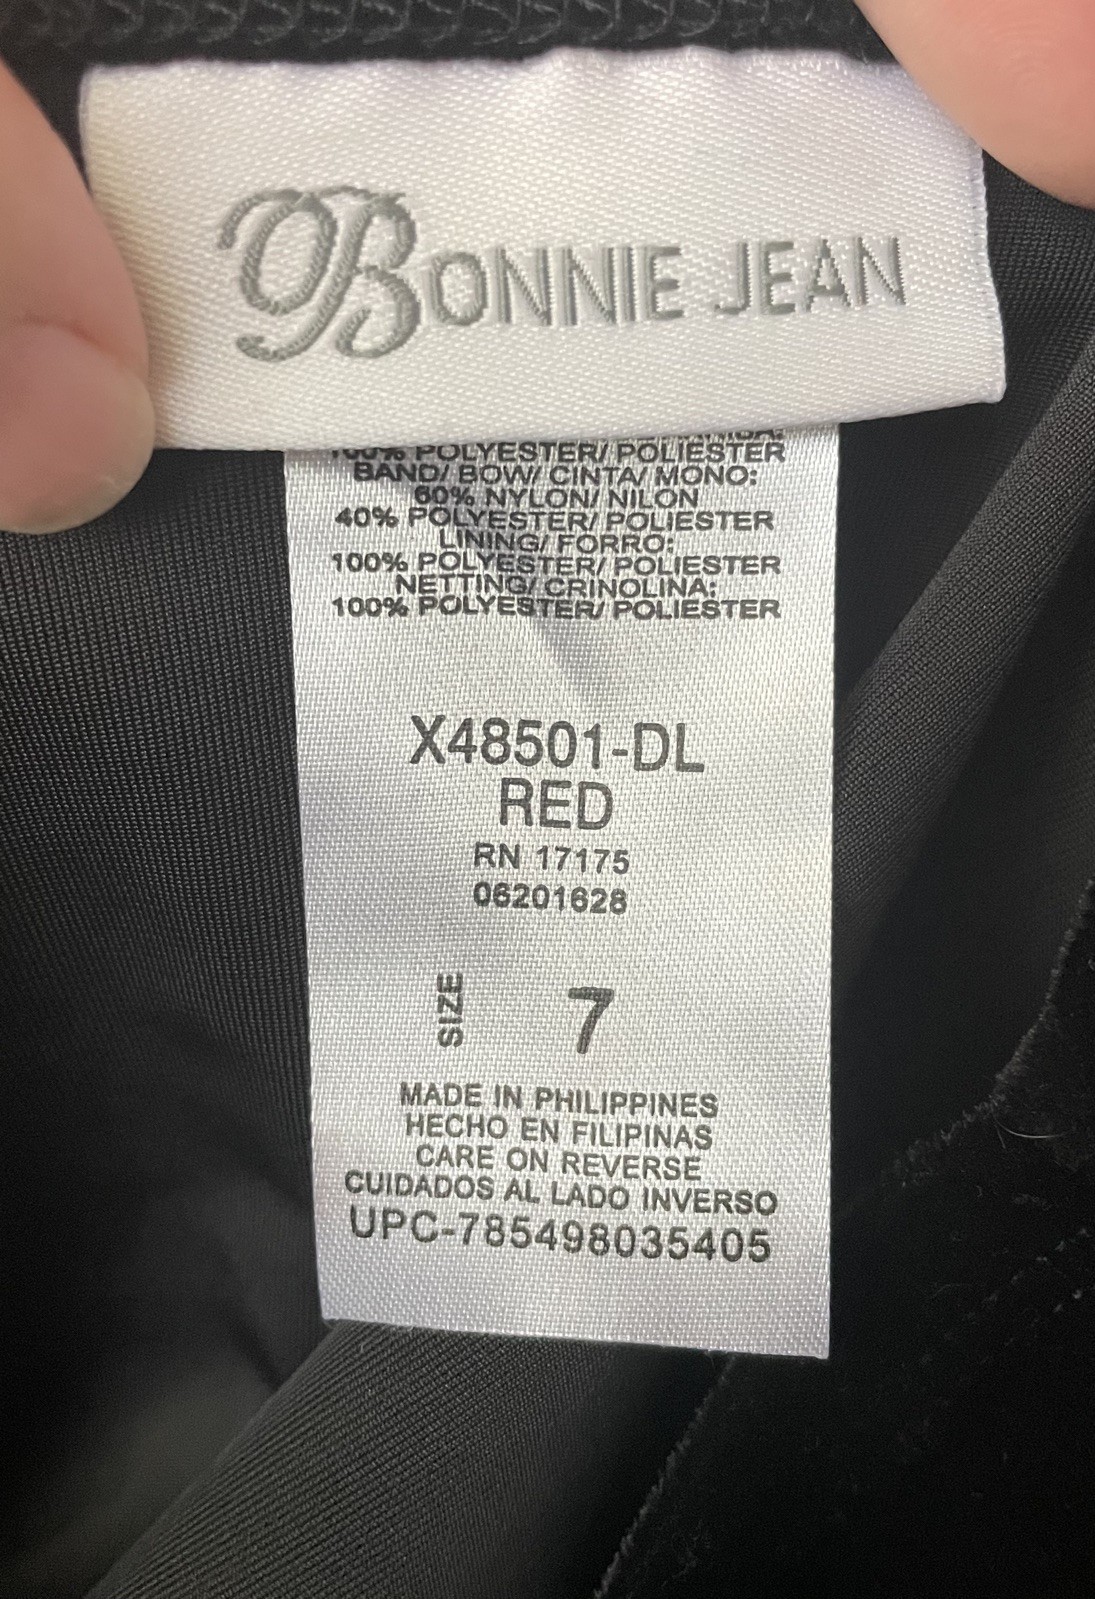 BONNIE JEAN
100% POLYESTER/ POLIESTER
BAND/ BOW/ CINTA/ MONO:
60% NYLON/ NILON
40% POLYESTER/ POLIESTER
LINING/ FORRO:
100% POLYESTER/ POLIESTER
NETTING/ CRINOLINA:
100% POLYESTER/ POLIESTER
X48501-DL
RED
RN 17175
06201628
SIZE 7
MADE IN PHILIPPINES
HECHO EN FILIPINAS
CARE ON REVERSE
CUIDADOS AL LADO INVERSO
UPC-785498035405